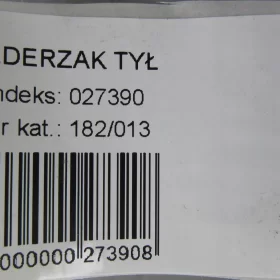 DERZAK TYŁ
ndeks: 027390
r kat.: 182/013
000000 273908